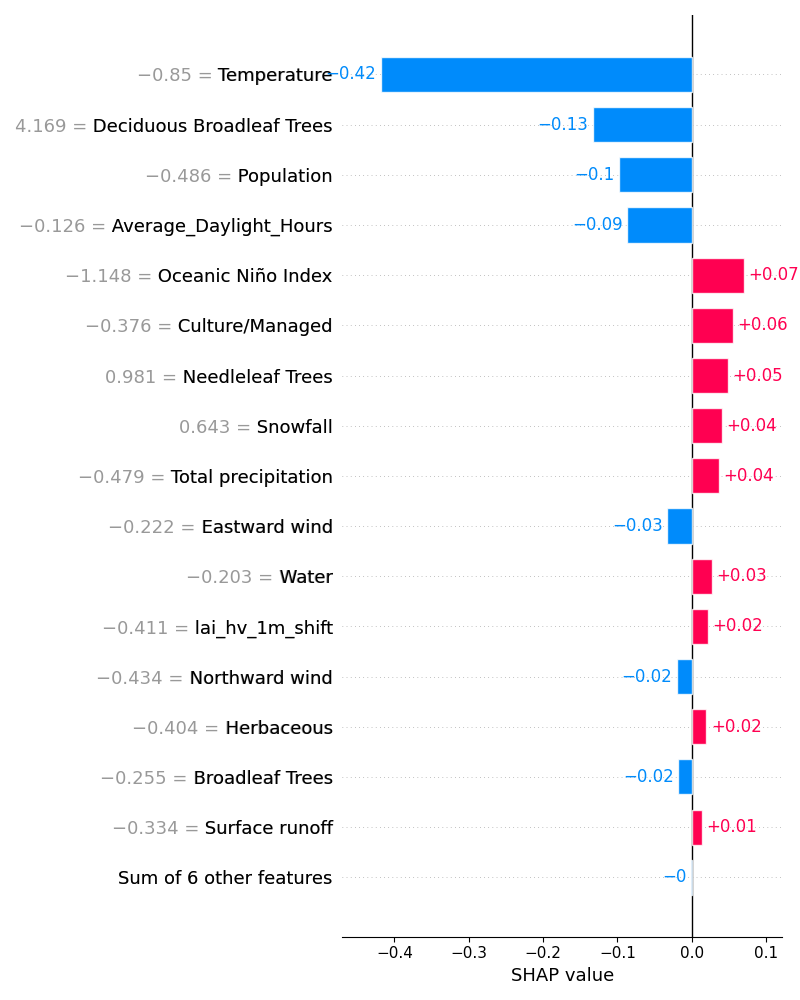 −0.85 = Temperature −0.42
4.169 = Deciduous Broadleaf Trees −0.13
−0.486 = Population −0.1
−0.126 = Average_Daylight_Hours −0.09
−1.148 = Oceanic Niño Index +0.07
−0.376 = Culture/Managed +0.06
0.981 = Needleleaf Trees +0.05
0.643 = Snowfall +0.04
−0.479 = Total precipitation +0.04
−0.222 = Eastward wind −0.03
−0.203 = Water +0.03
−0.411 = lai_hv_1m_shift +0.02
−0.434 = Northward wind −0.02
−0.404 = Herbaceous +0.02
−0.255 = Broadleaf Trees −0.02
−0.334 = Surface runoff +0.01
Sum of 6 other features −0
−0.4 −0.3 −0.2 −0.1 0.0 0.1
SHAP value